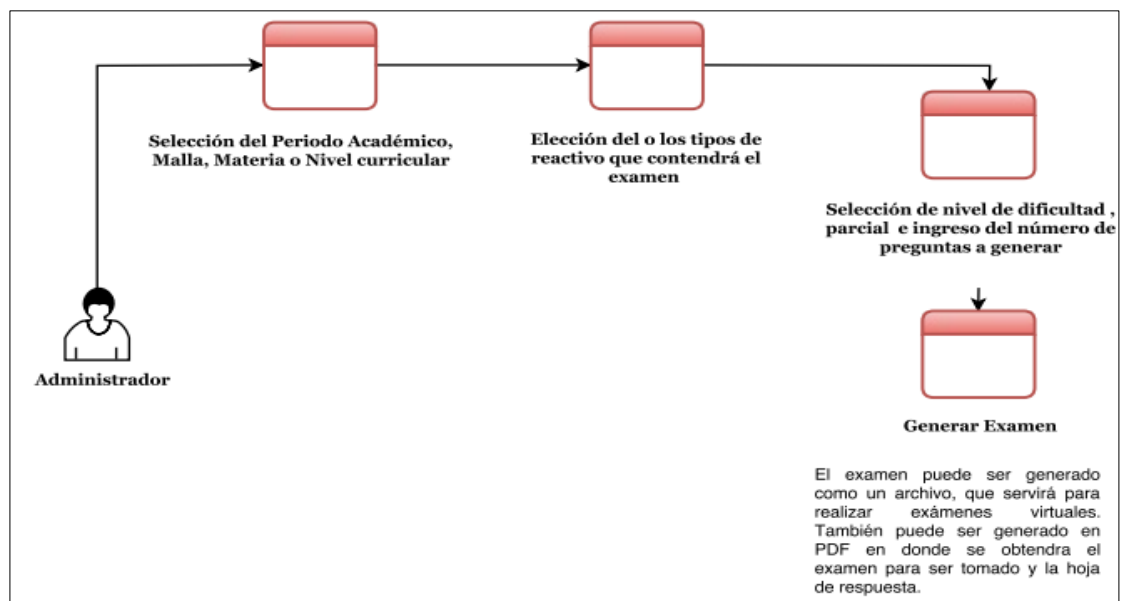 Selección del Periodo Académico,
Malla, Materia o Nivel curricular
Elección del o los tipos de
reactivo que contendrá el
examen
Selección de nivel de dificultad ,
parcial e ingreso del número de
preguntas a generar
Administrador
Generar Examen
El examen puede ser generado
como un archivo, que servirá para
realizar exámenes virtuales.
También puede ser generado en
PDF en donde se obtendra el
examen para ser tomado y la hoja
de respuesta.